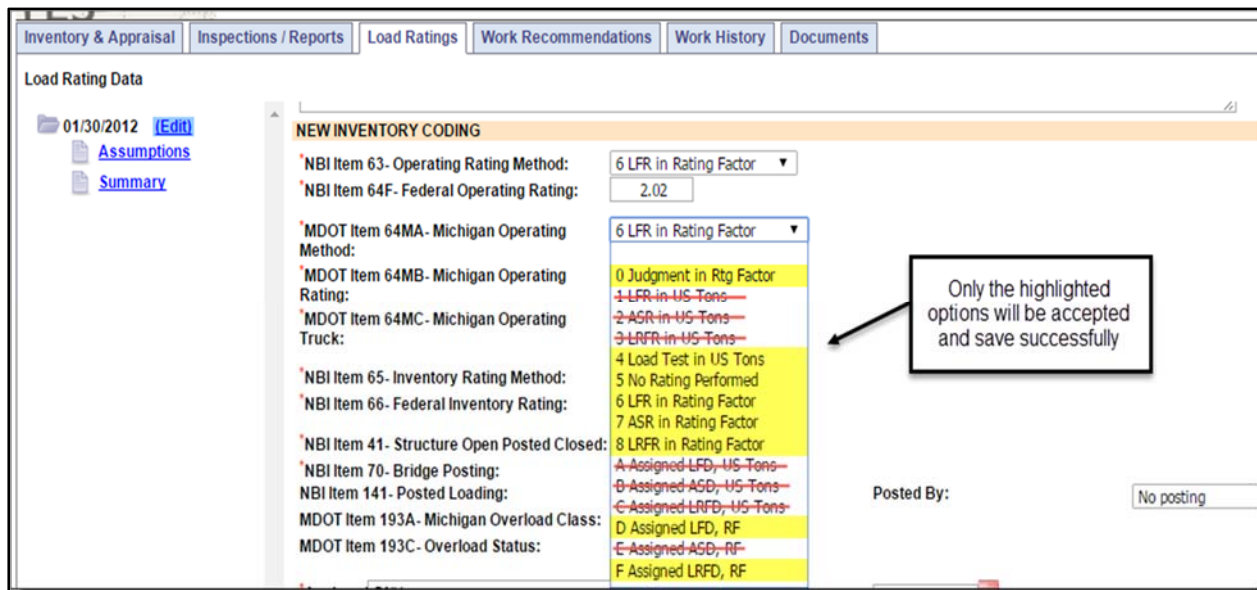 Inventory & Appraisal Inspections / Reports Load Ratings Work Recommendations Work History Documents
Load Rating Data
01/30/2012 (Edit)
Assumptions
Summary
NEW INVENTORY CODING
*NBI Item 63- Operating Rating Method: 6 LFR in Rating Factor
*NBI Item 64F- Federal Operating Rating: 2.02
*MDOT Item 64MA- Michigan Operating Method: 6 LFR in Rating Factor
*MDOT Item 64MB- Michigan Operating Rating:
*MDOT Item 64MC- Michigan Operating Truck:
*NBI Item 65- Inventory Rating Method:
*NBI Item 66- Federal Inventory Rating:
*NBI Item 41- Structure Open Posted Closed:
*NBI Item 70- Bridge Posting:
NBI Item 141- Posted Loading:
MDOT Item 193A- Michigan Overload Class:
MDOT Item 193C- Overload Status:
0 Judgment in Rtg Factor
1 LFR in US Tons
2 ASR in US Tons
3 LRFR in US Tons
4 Load Test in US Tons
5 No Rating Performed
6 LFR in Rating Factor
7 ASR in Rating Factor
8 LRFR in Rating Factor
A Assigned LFD, US Tons
B Assigned ASD, US Tons
C Assigned LRFD, US Tons
D Assigned LFD, RF
E Assigned ASD, RF
F Assigned LRFD, RF
Only the highlighted
options will be accepted
and save successfully
Posted By: No posting